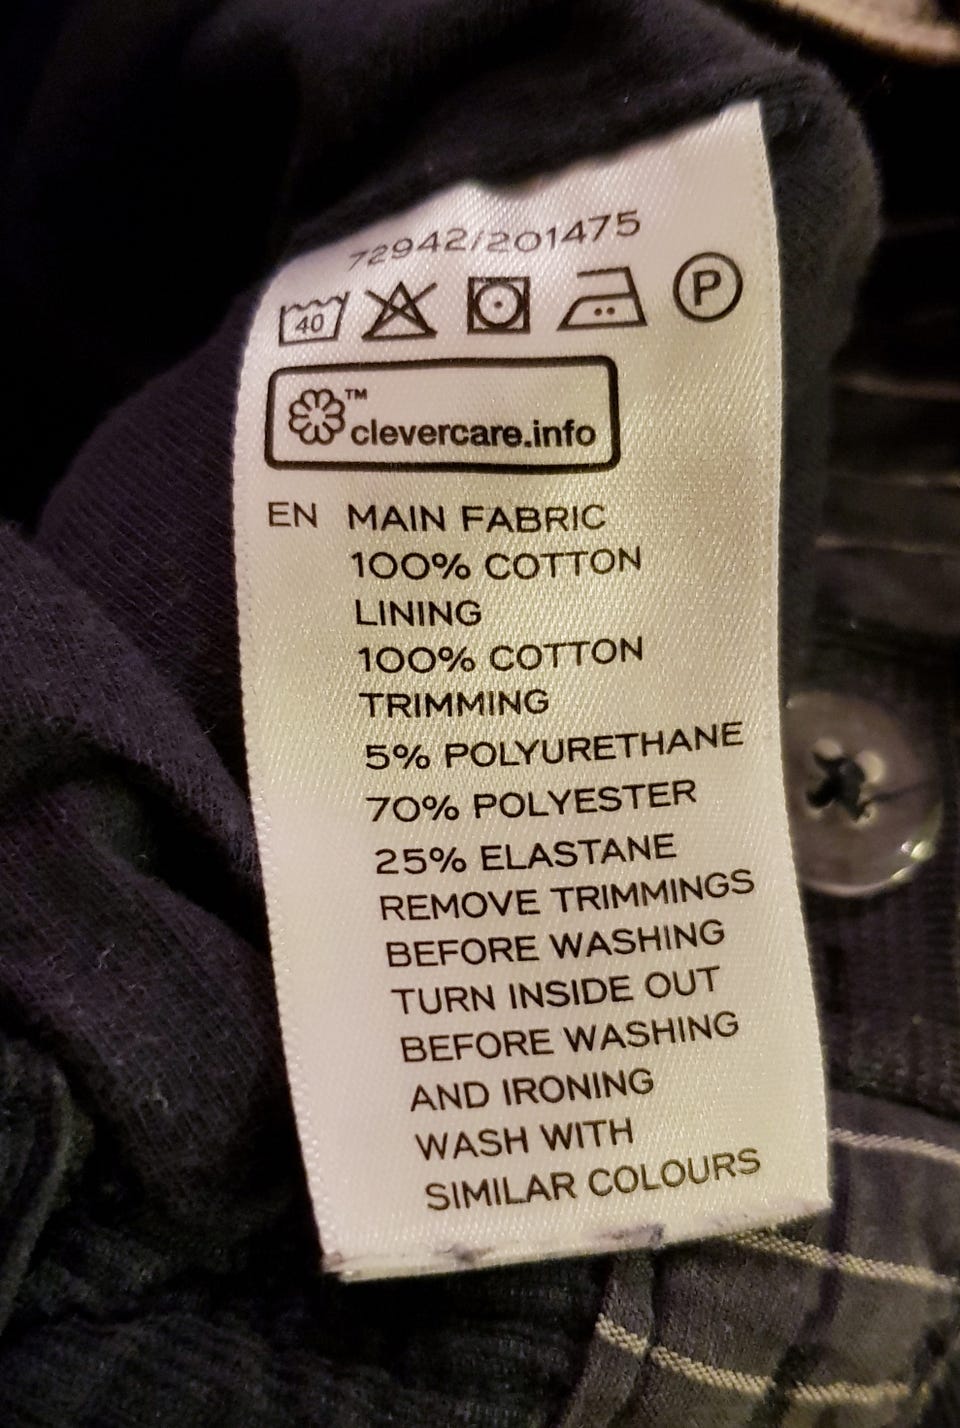 72942/201475
40 P
™
clevercare.info
EN MAIN FABRIC
100% COTTON
LINING
100% COTTON
TRIMMING
5% POLYURETHANE
70% POLYESTER
25% ELASTANE
REMOVE TRIMMINGS
BEFORE WASHING
TURN INSIDE OUT
BEFORE WASHING
AND IRONING
WASH WITH
SIMILAR COLOURS